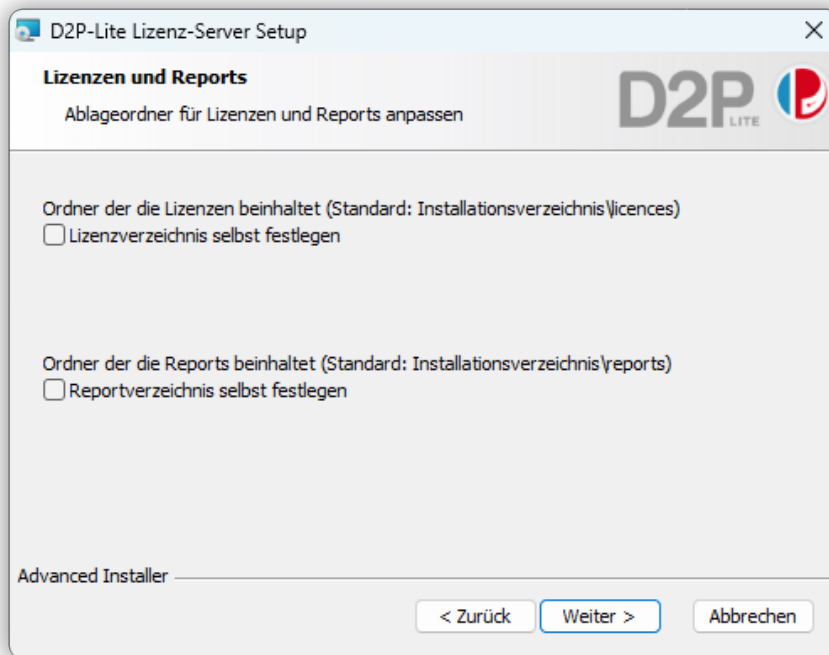 D2P-Lite Lizenz-Server Setup
Lizenzen und Reports
Ablageordner für Lizenzen und Reports anpassen
D2P
LITE
Ordner der die Lizenzen beinhaltet (Standard: Installationsverzeichnis\licences)
Lizenzverzeichnis selbst festlegen
Ordner der die Reports beinhaltet (Standard: Installationsverzeichnis\reports)
Reportverzeichnis selbst festlegen
Advanced Installer
< Zurück
Weiter >
Abbrechen